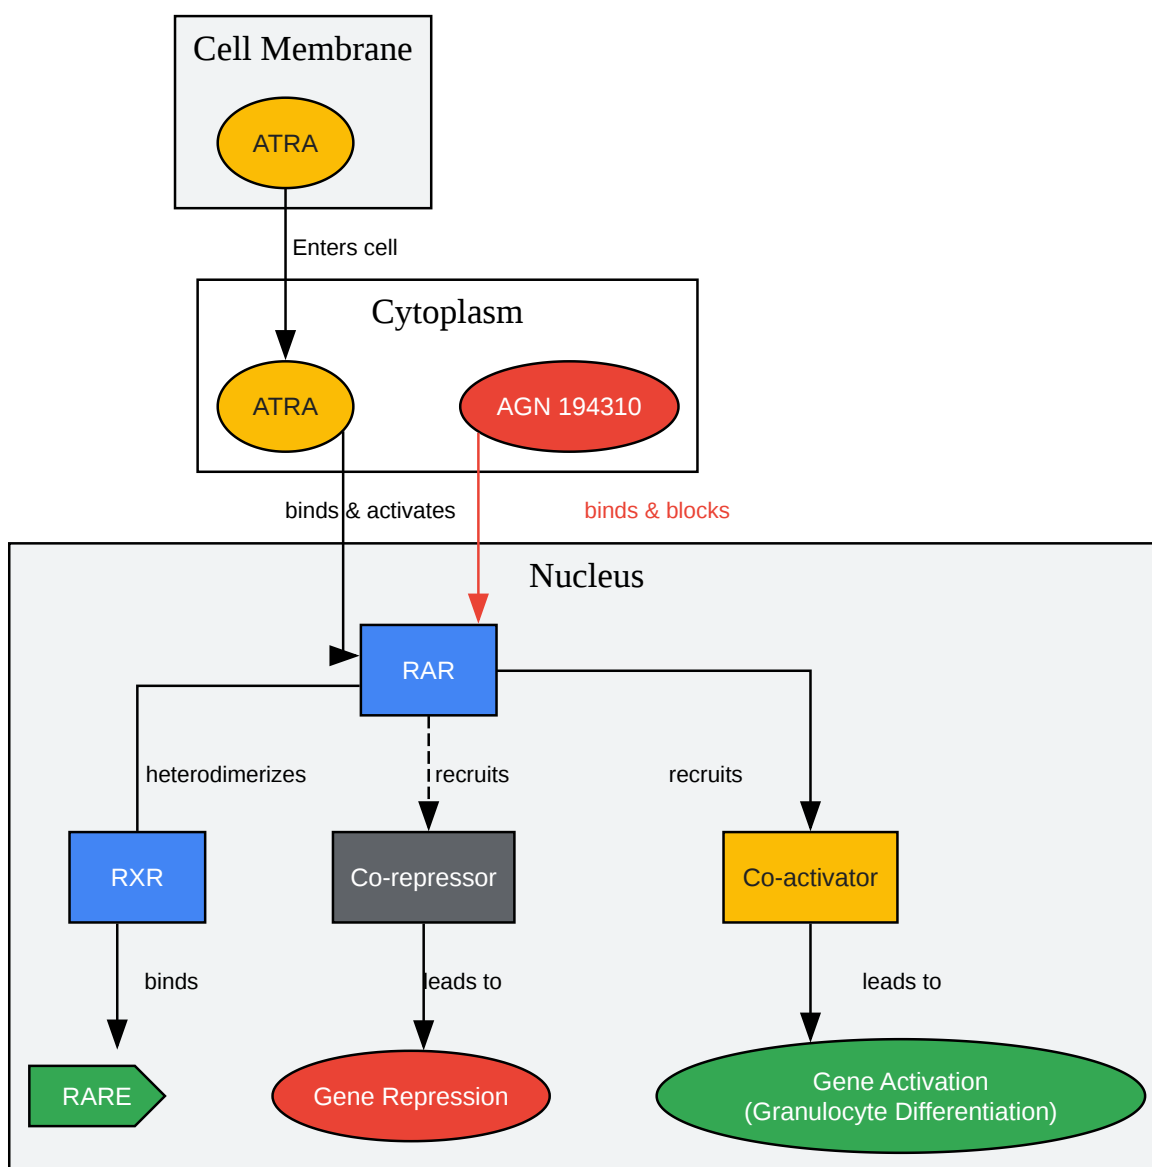 Cell Membrane
ATRA
Enters cell
Cytoplasm
ATRA
AGN 194310
binds & activates
binds & blocks
Nucleus
RAR
heterodimerizes
recruits
recruits
RXR
Co-repressor
Co-activator
binds
leads to
leads to
RARE
Gene Repression
Gene Activation
(Granulocyte Differentiation)